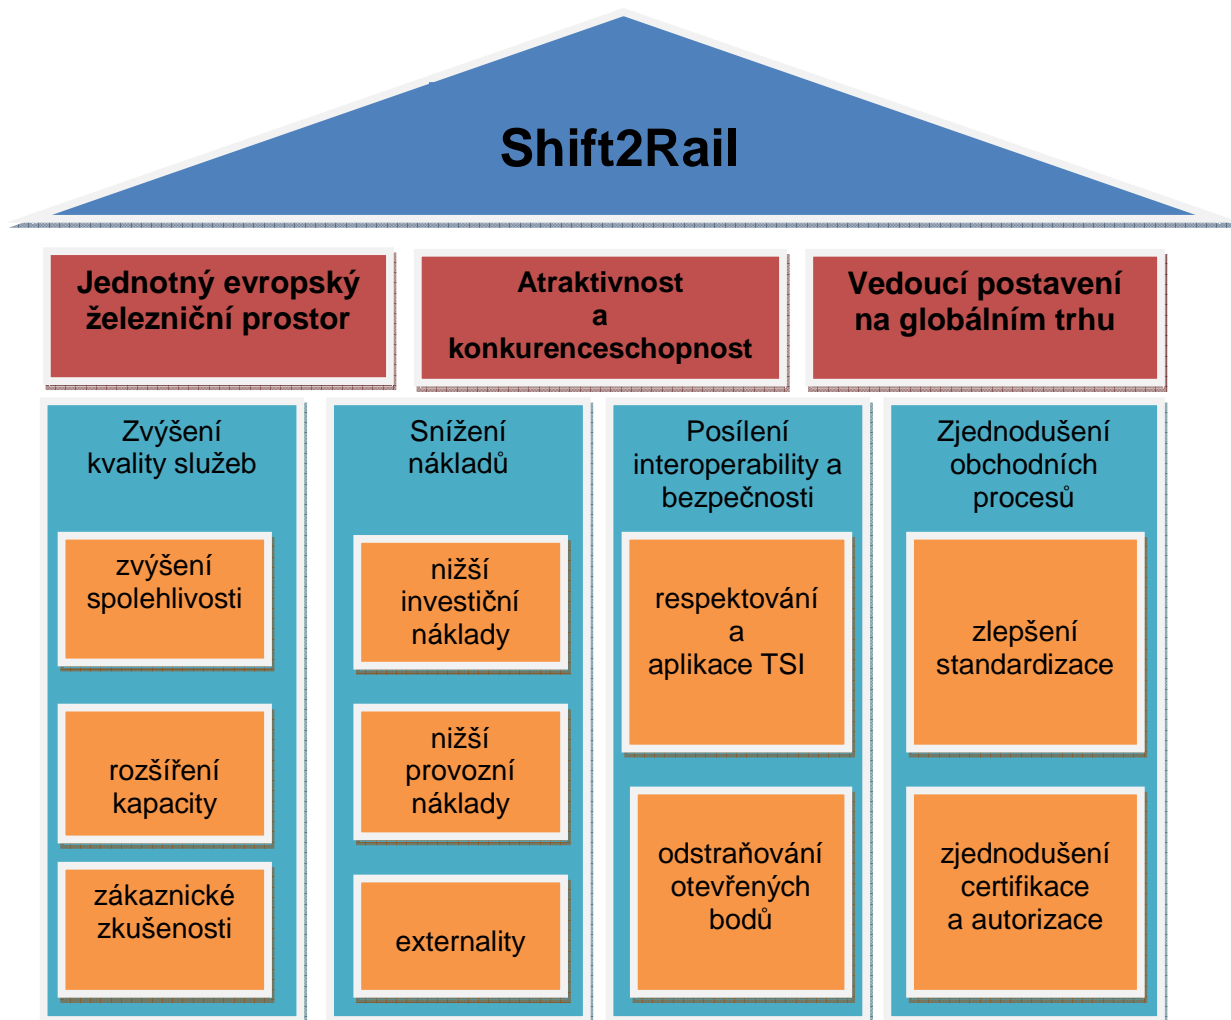 Shift2Rail
Jednotný evropský
železniční prostor
Atraktivnost
a
konkurenceschopnost
Vedoucí postavení
na globálním trhu
Zvýšení
kvality služeb
zvýšení
spolehlivosti
rozšíření
kapacity
zákaznické
zkušenosti
Snížení
nákladů
nižší
investiční
náklady
nižší
provozní
náklady
externality
Posílení
interoperability a
bezpečnosti
respektování
a
aplikace TSI
odstraňování
otevřených
bodů
Zjednodušení
obchodních
procesů
zlepšení
standardizace
zjednodušení
certifikace
a autorizace